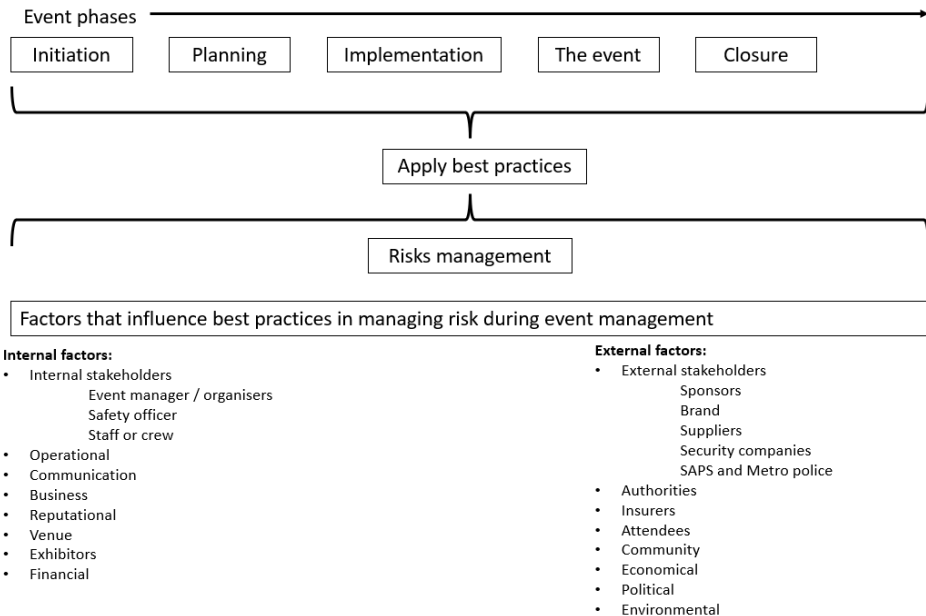 Event phases
Initiation
Planning
Implementation
The event
Closure
Apply best practices
Risks management
Factors that influence best practices in managing risk during event management
Internal factors:
• Internal stakeholders
Event manager / organisers
Safety officer
Staff or crew
• Operational
• Communication
• Business
• Reputational
• Venue
• Exhibitors
• Financial
External factors:
• External stakeholders
Sponsors
Brand
Suppliers
Security companies
SAPS and Metro police
• Authorities
• Insurers
• Attendees
• Community
• Economical
• Political
• Environmental